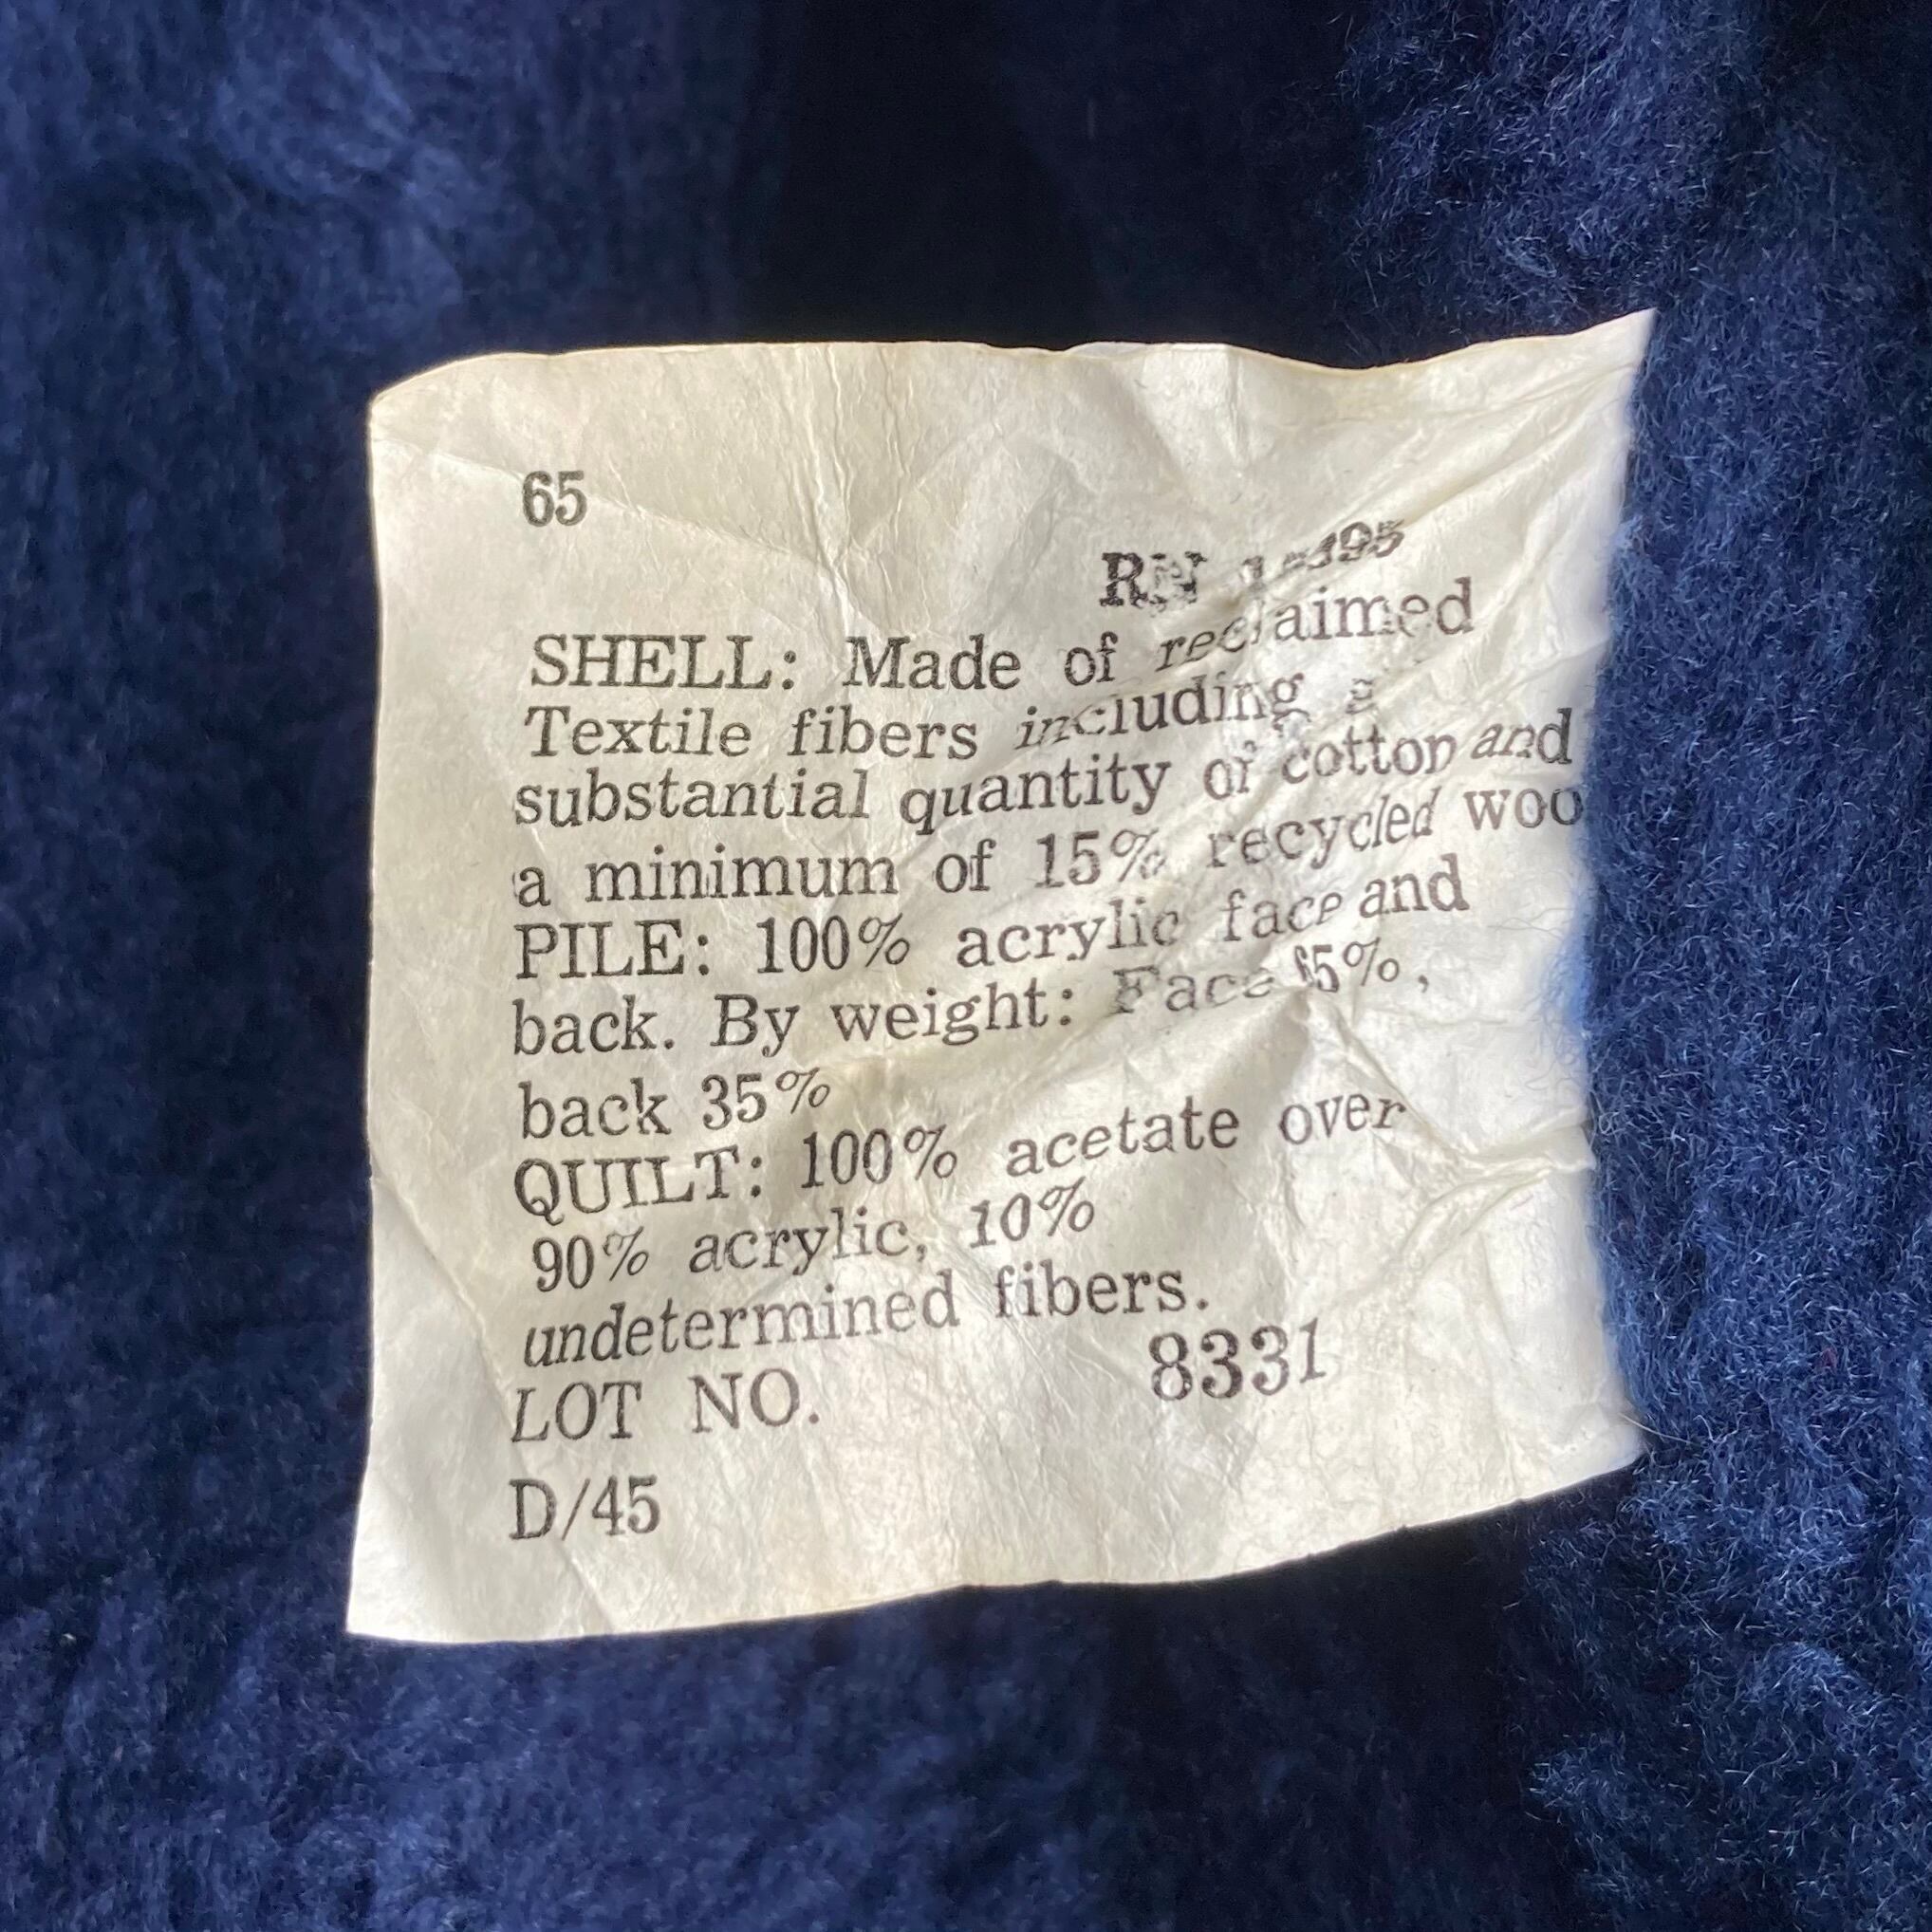 65
RN
SHELL: Made of reclaimed
Textile fibers including a
substantial quantity of cotton and
a minimum of 15% recycled woo
PILE: 100% acrylic face and
back. By weight: Face 65%,
back 35%
QUILT: 100% acetate over
90% acrylic, 10%
undetermined fibers.
LOT NO. 8331
D/45